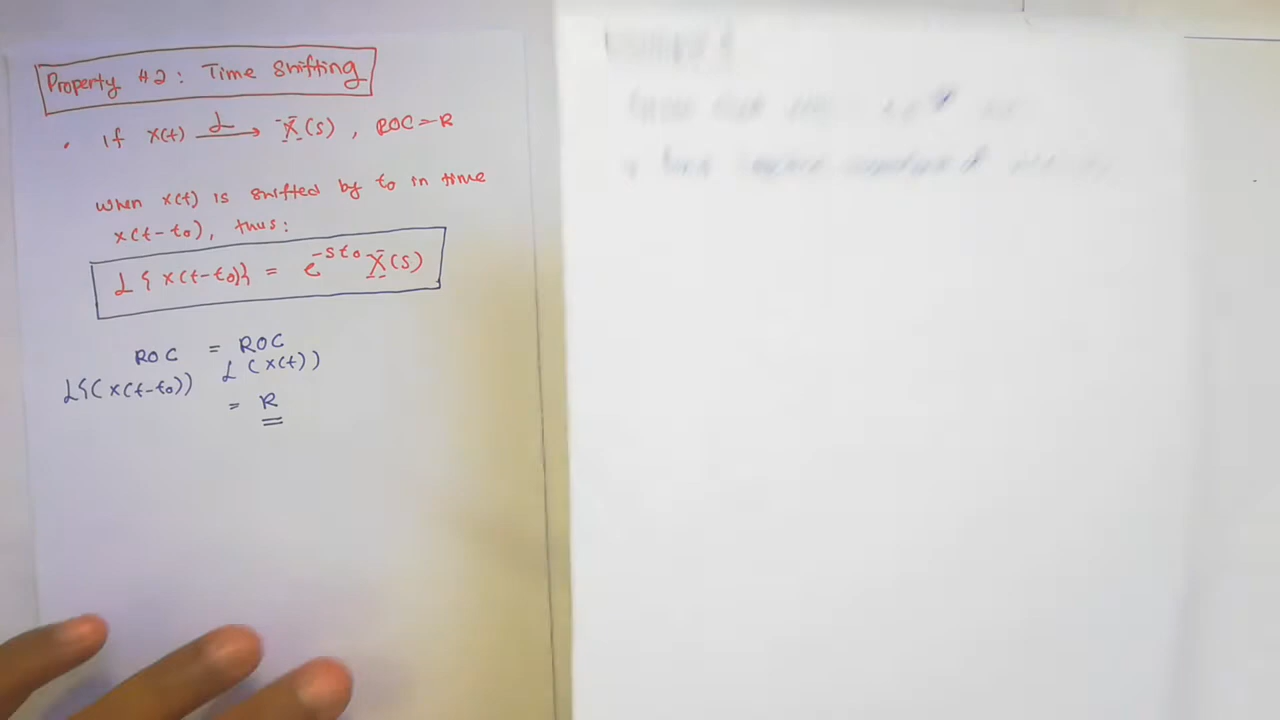 Property #2: Time Shifting
. If x(t) ℒ→ X(s), ROC=R
when x(t) is shifted by t₀ in time
x(t-t₀), thus:
ℒ{x(t-t₀)} = e^(-st₀) X(s)
ROC = ROC
ℒ{(x(t-t₀)) ℒ(x(t))
= R